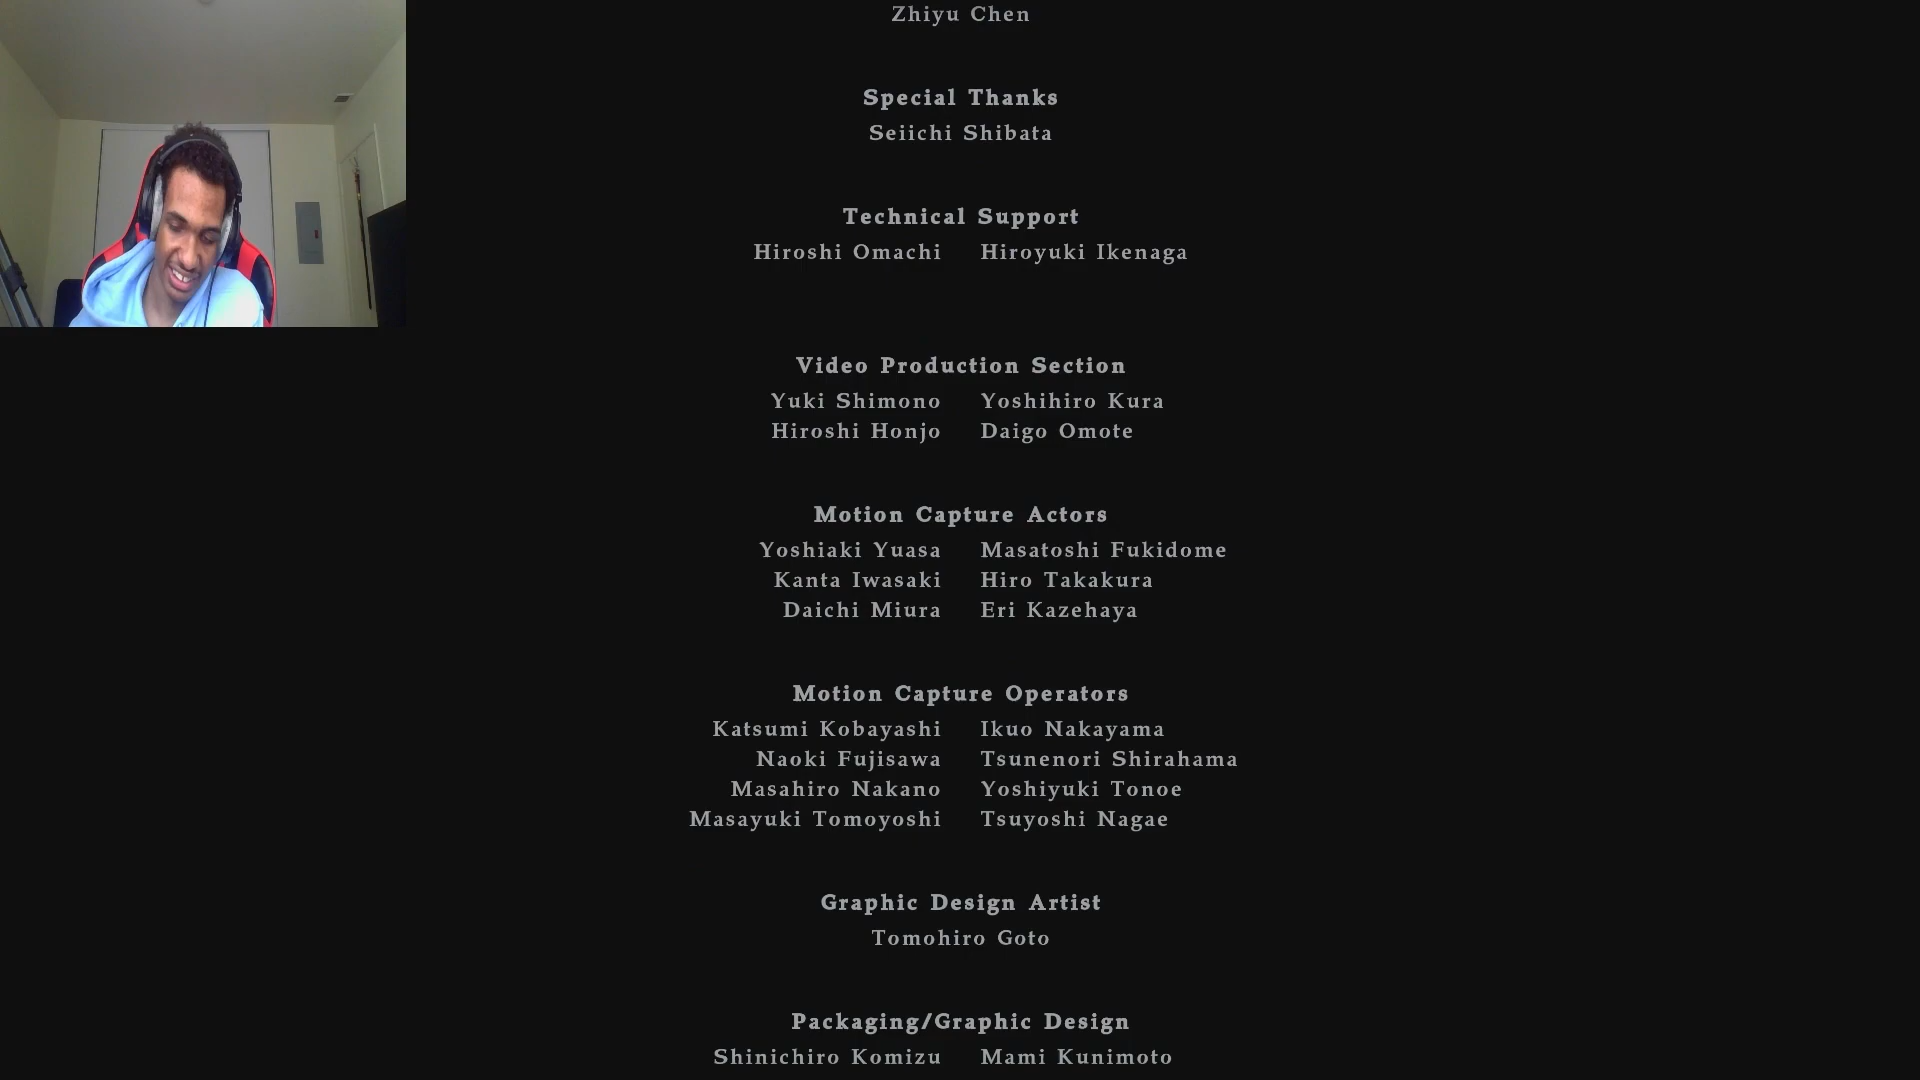 Zhiyu Chen
Special Thanks
Seiichi Shibata
Technical Support
Hiroshi Omachi Hiroyuki Ikenaga
Video Production Section
Yuki Shimono Yoshihiro Kura
Hiroshi Honjo Daigo Omote
Motion Capture Actors
Yoshiaki Yuasa Masatoshi Fukidome
Kanta Iwasaki Hiro Takakura
Daichi Miura Eri Kazehaya
Motion Capture Operators
Katsumi Kobayashi Ikuo Nakayama
Naoki Fujisawa Tsunenori Shirahama
Masahiro Nakano Yoshiyuki Tonoe
Masayuki Tomoyoshi Tsuyoshi Nagae
Graphic Design Artist
Tomohiro Goto
Packaging/Graphic Design
Shinichiro Komizu Mami Kunimoto